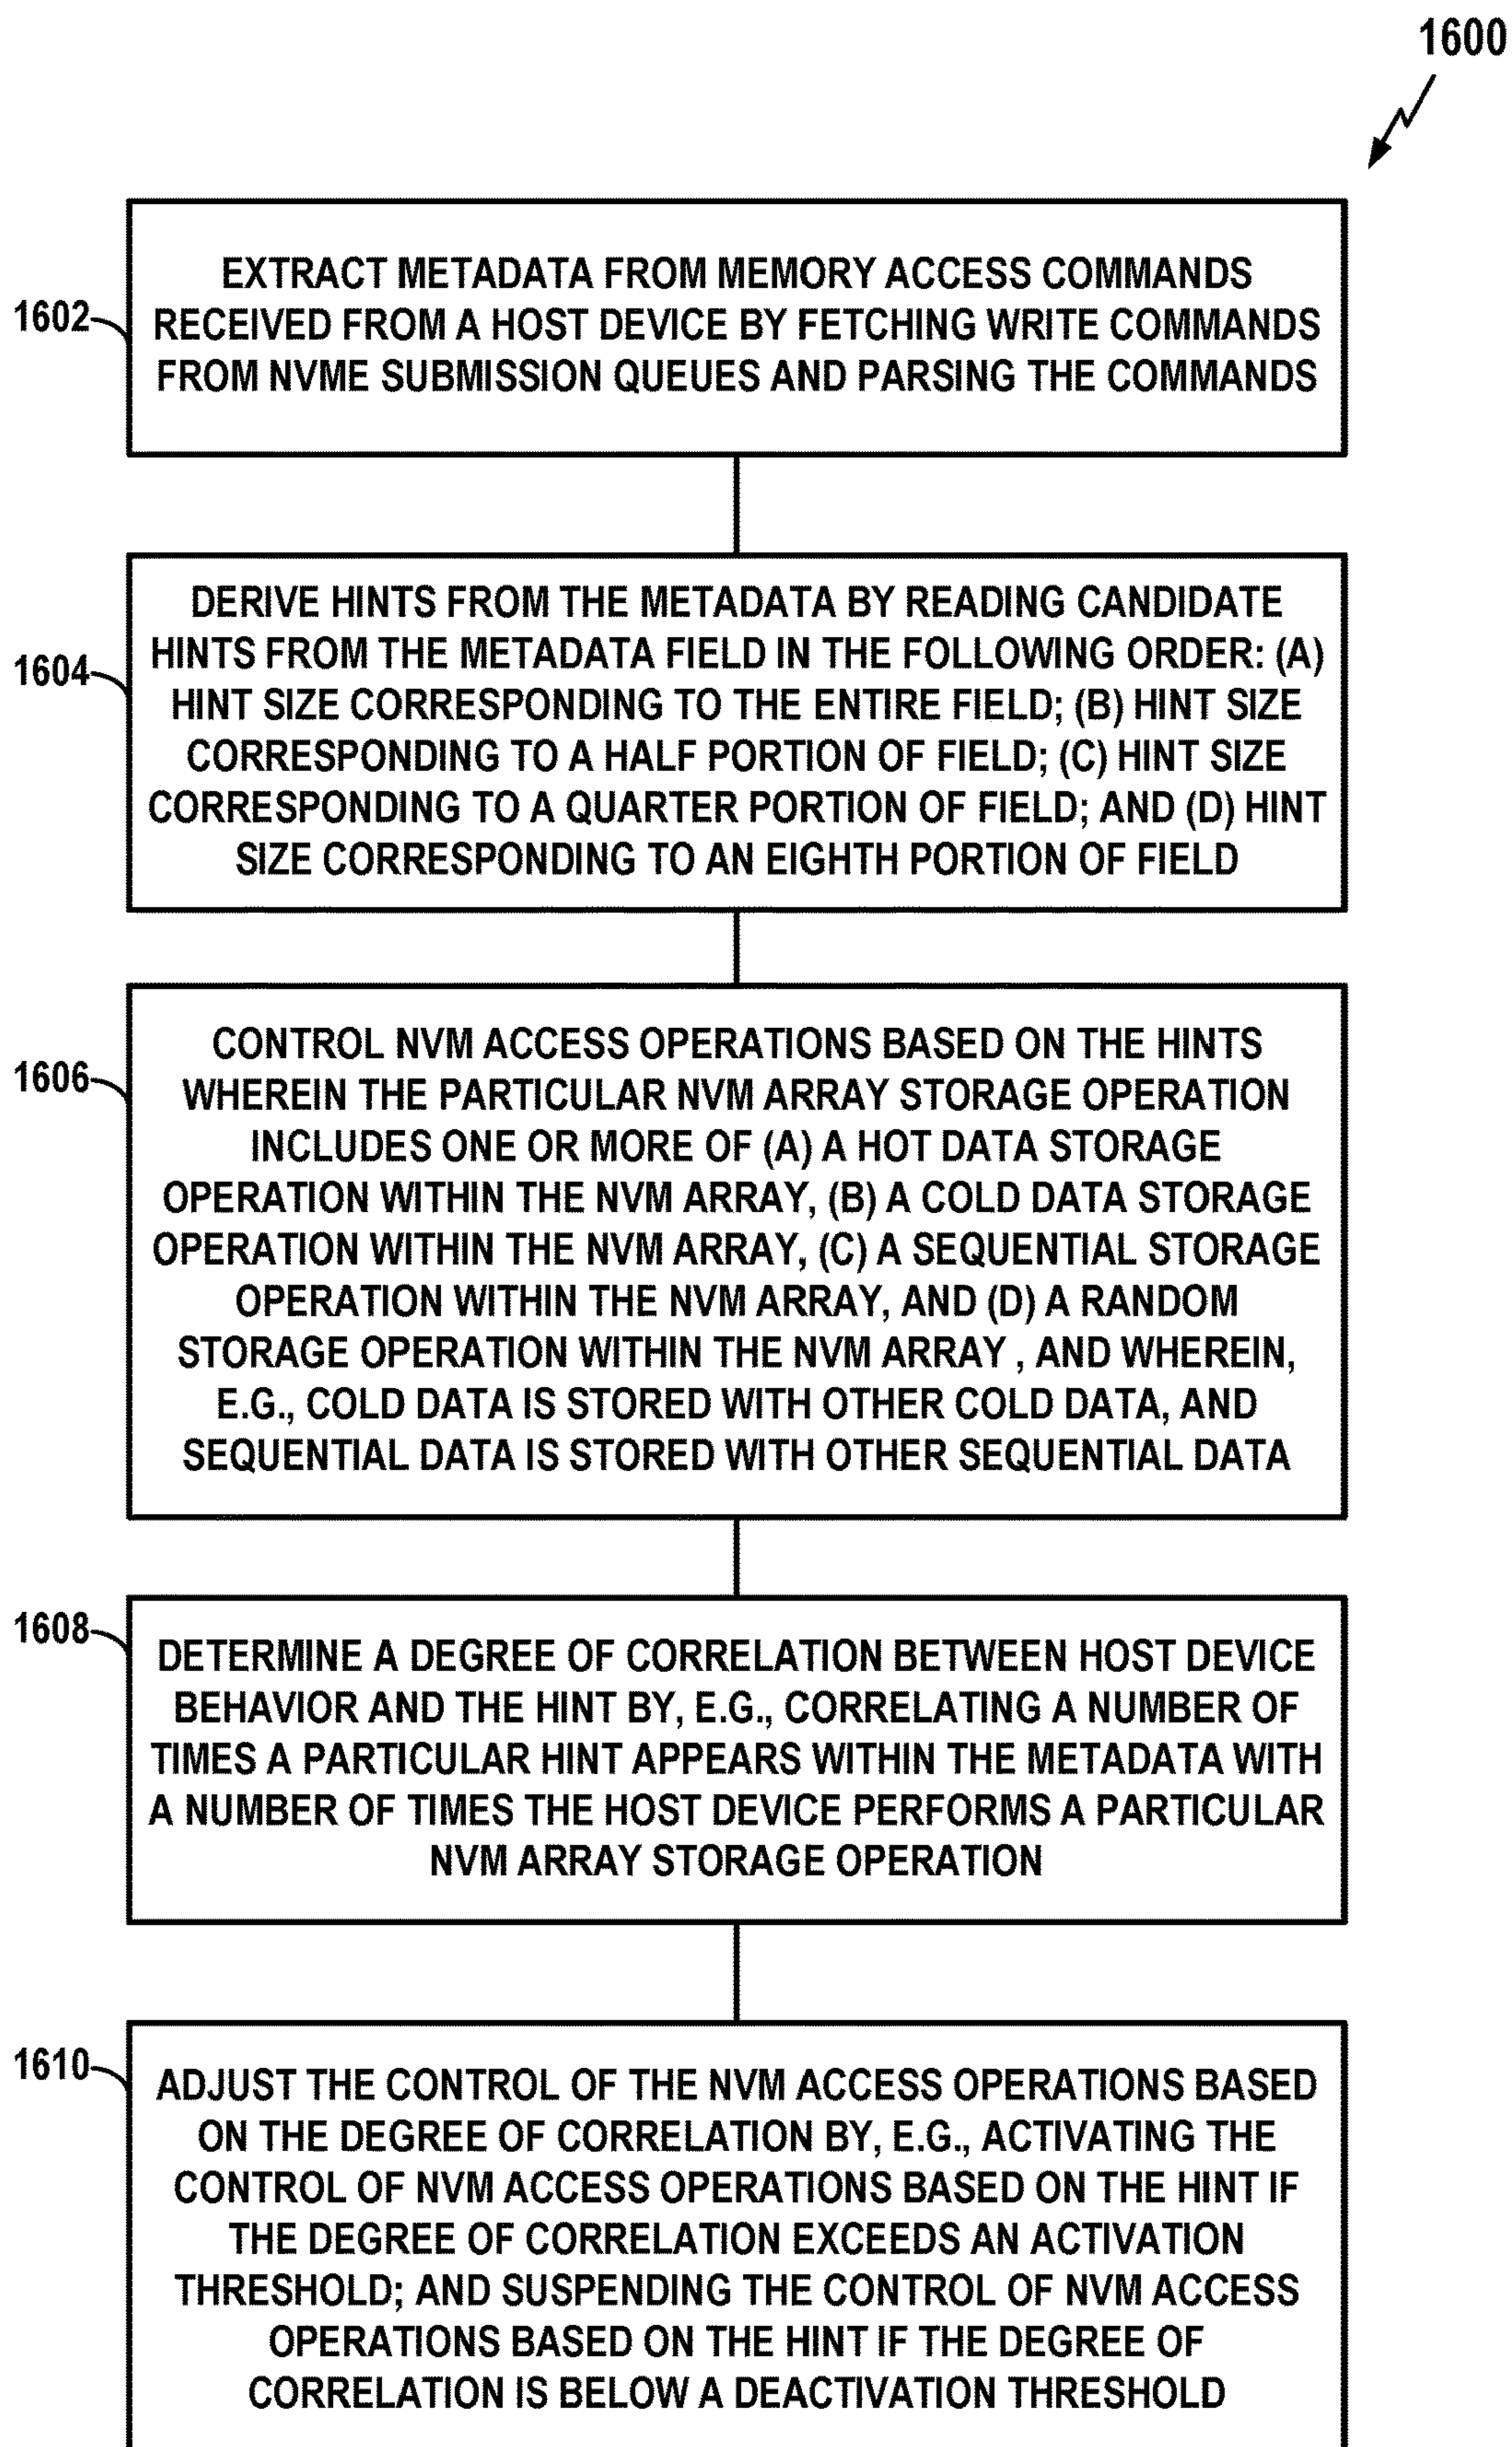 1600
1602
EXTRACT METADATA FROM MEMORY ACCESS COMMANDS
RECEIVED FROM A HOST DEVICE BY FETCHING WRITE COMMANDS
FROM NVME SUBMISSION QUEUES AND PARSING THE COMMANDS
1604
DERIVE HINTS FROM THE METADATA BY READING CANDIDATE
HINTS FROM THE METADATA FIELD IN THE FOLLOWING ORDER: (A)
HINT SIZE CORRESPONDING TO THE ENTIRE FIELD; (B) HINT SIZE
CORRESPONDING TO A HALF PORTION OF FIELD; (C) HINT SIZE
CORRESPONDING TO A QUARTER PORTION OF FIELD; AND (D) HINT
SIZE CORRESPONDING TO AN EIGHTH PORTION OF FIELD
1606
CONTROL NVM ACCESS OPERATIONS BASED ON THE HINTS
WHEREIN THE PARTICULAR NVM ARRAY STORAGE OPERATION
INCLUDES ONE OR MORE OF (A) A HOT DATA STORAGE
OPERATION WITHIN THE NVM ARRAY, (B) A COLD DATA STORAGE
OPERATION WITHIN THE NVM ARRAY, (C) A SEQUENTIAL STORAGE
OPERATION WITHIN THE NVM ARRAY, AND (D) A RANDOM
STORAGE OPERATION WITHIN THE NVM ARRAY , AND WHEREIN,
E.G., COLD DATA IS STORED WITH OTHER COLD DATA, AND
SEQUENTIAL DATA IS STORED WITH OTHER SEQUENTIAL DATA
1608
DETERMINE A DEGREE OF CORRELATION BETWEEN HOST DEVICE
BEHAVIOR AND THE HINT BY, E.G., CORRELATING A NUMBER OF
TIMES A PARTICULAR HINT APPEARS WITHIN THE METADATA WITH
A NUMBER OF TIMES THE HOST DEVICE PERFORMS A PARTICULAR
NVM ARRAY STORAGE OPERATION
1610
ADJUST THE CONTROL OF THE NVM ACCESS OPERATIONS BASED
ON THE DEGREE OF CORRELATION BY, E.G., ACTIVATING THE
CONTROL OF NVM ACCESS OPERATIONS BASED ON THE HINT IF
THE DEGREE OF CORRELATION EXCEEDS AN ACTIVATION
THRESHOLD; AND SUSPENDING THE CONTROL OF NVM ACCESS
OPERATIONS BASED ON THE HINT IF THE DEGREE OF
CORRELATION IS BELOW A DEACTIVATION THRESHOLD